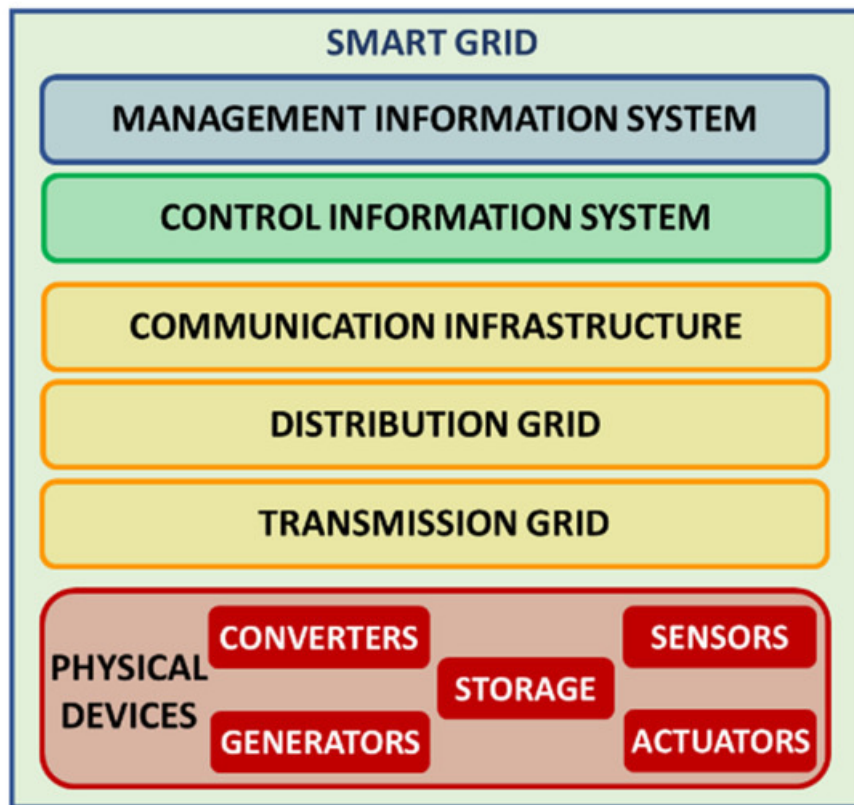 SMART GRID
MANAGEMENT INFORMATION SYSTEM
CONTROL INFORMATION SYSTEM
COMMUNICATION INFRASTRUCTURE
DISTRIBUTION GRID
TRANSMISSION GRID
PHYSICAL
DEVICES
CONVERTERS
SENSORS
STORAGE
GENERATORS
ACTUATORS